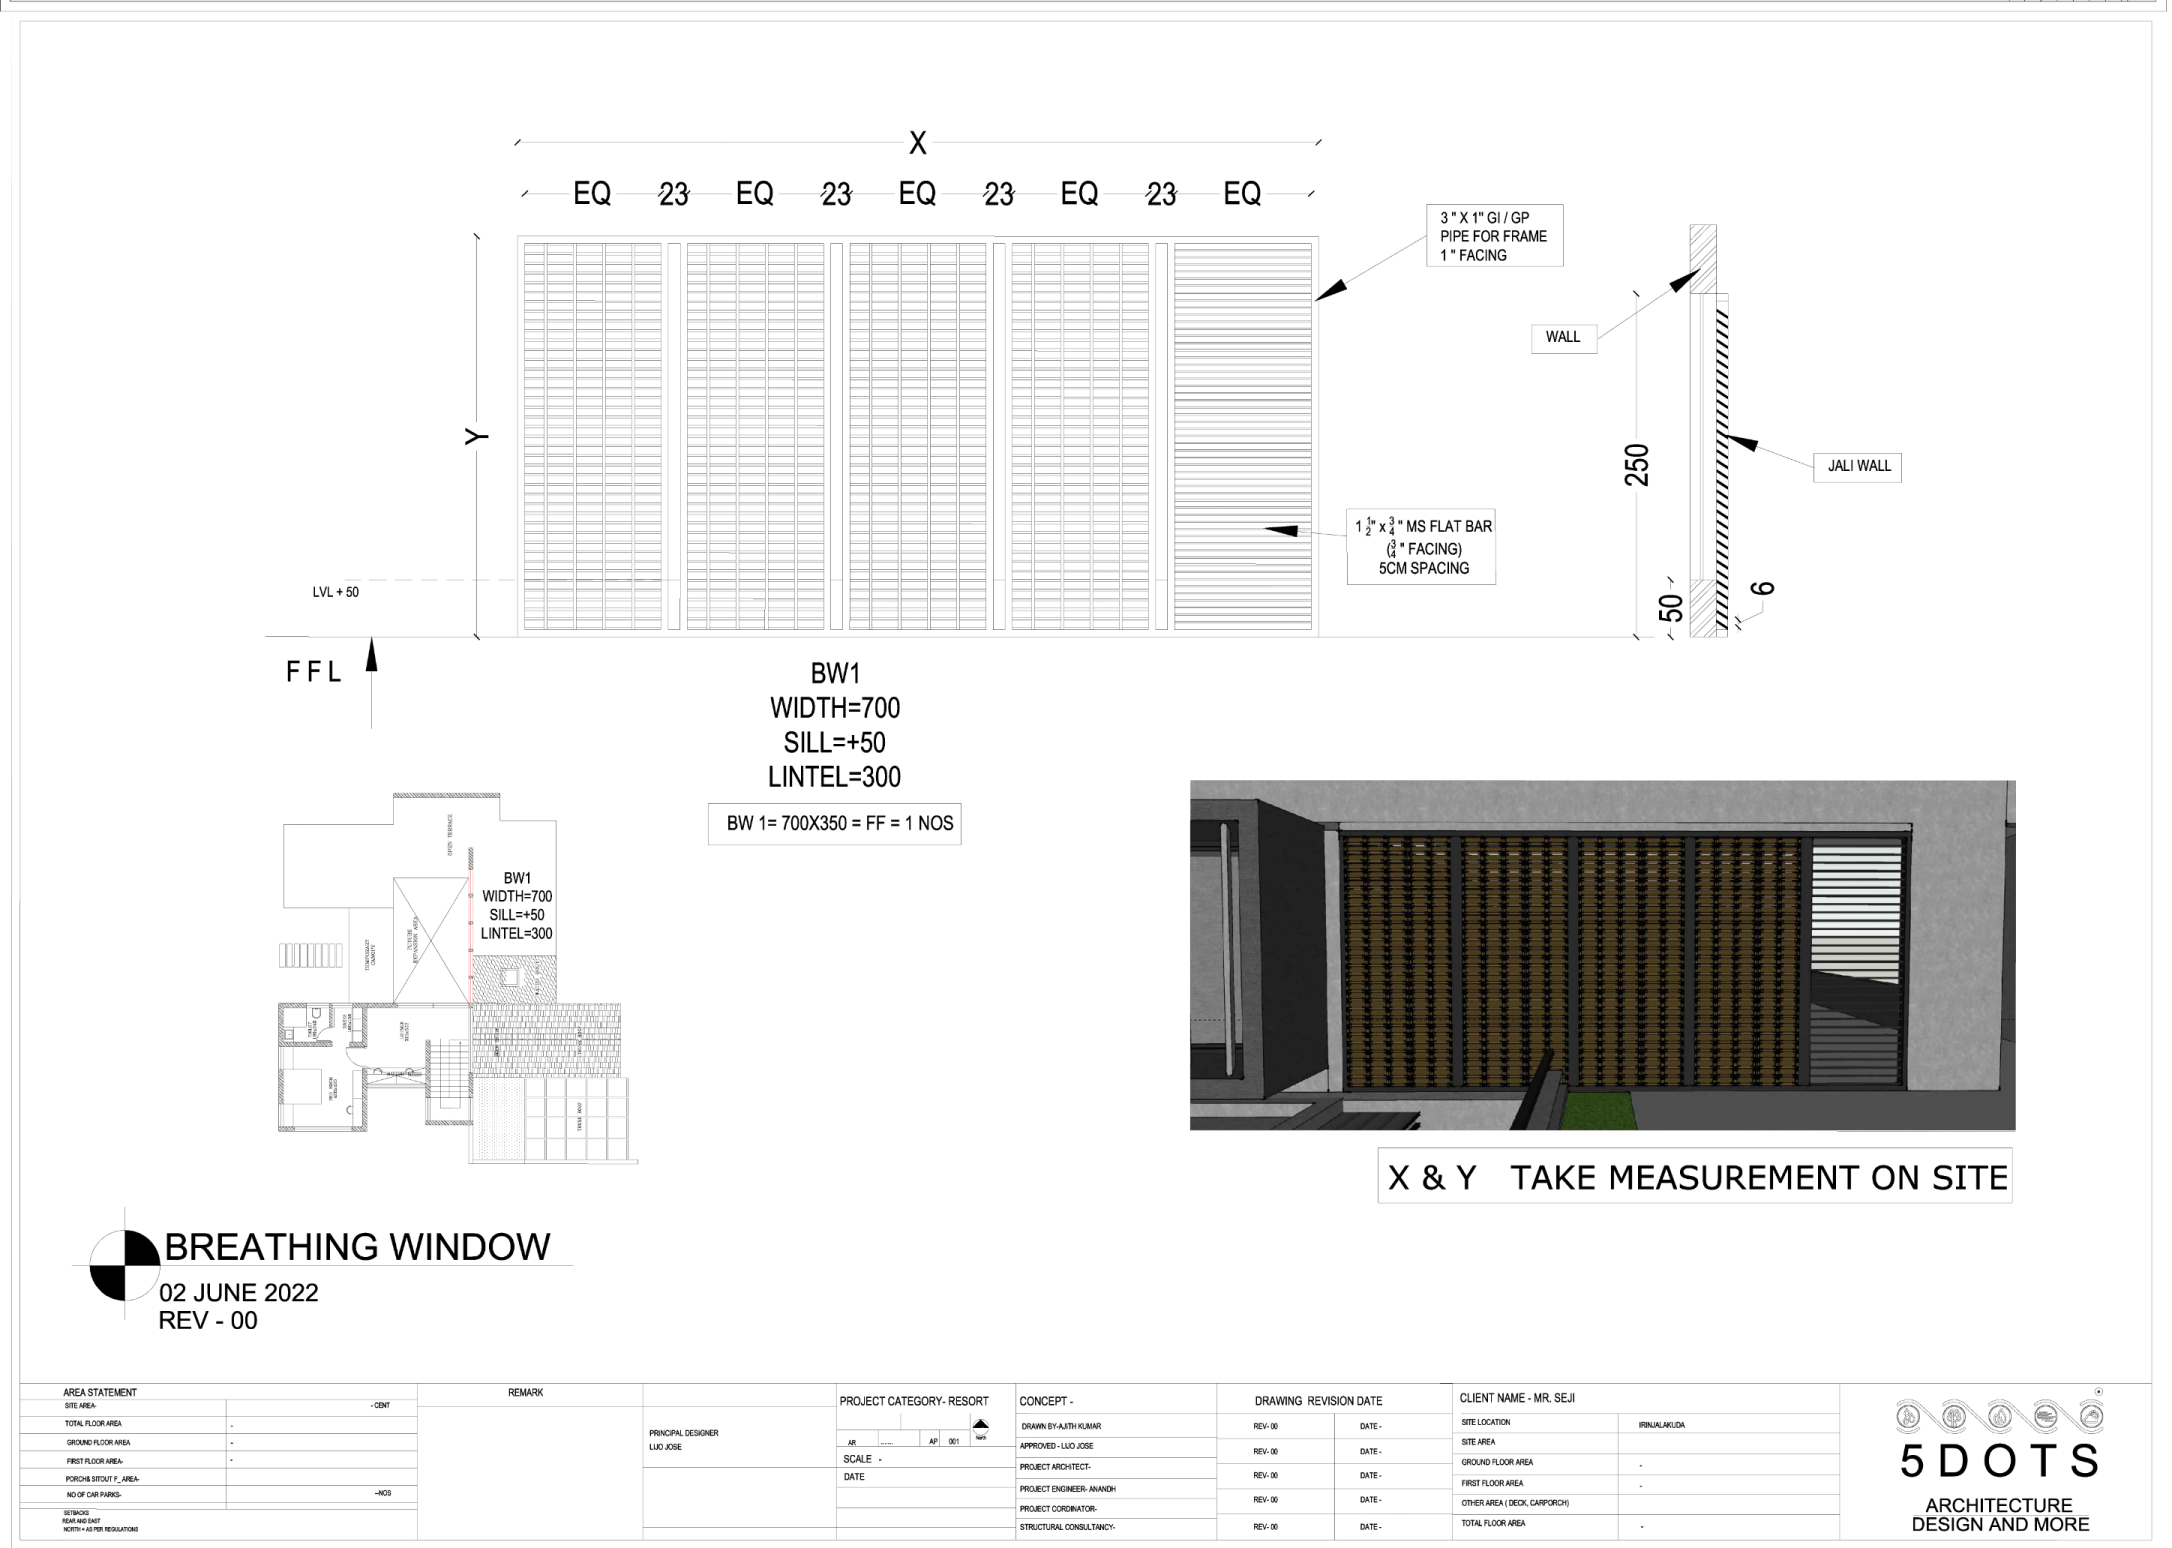 X
EQ 23 EQ 23 EQ 23 EQ 23 EQ
3 " X 1" GI / GP
PIPE FOR FRAME
1 " FACING
WALL
Y
250
JALI WALL
1 1/2" x 3/4 " MS FLAT BAR
(3/4 " FACING)
5CM SPACING
LVL + 50
50
6
F F L
BW1
WIDTH=700
SILL=+50
LINTEL=300
BW 1= 700X350 = FF = 1 NOS
OPEN TERRACE
BW1
WIDTH=700
SILL=+50
LINTEL=300
FUTURE
EXPANSION AREA
X & Y TAKE MEASUREMENT ON SITE
BREATHING WINDOW
02 JUNE 2022
REV - 00
AREA STATEMENT
SITE AREA- - CENT
TOTAL FLOOR AREA -
GROUND FLOOR AREA -
FIRST FLOOR AREA- -
PORCH& SITOUT F_ AREA-
NO OF CAR PARKS- --NOS
SETBACKS
REAR AND EAST
NORTH = AS PER REGULATIONS
REMARK
PRINCIPAL DESIGNER
LIJO JOSE
PROJECT CATEGORY- RESORT
AR ...... AP 001 North
SCALE -
DATE
CONCEPT -
DRAWN BY-AJITH KUMAR
APPROVED - LIJO JOSE
PROJECT ARCHITECT-
PROJECT ENGINEER- ANANDH
PROJECT CORDINATOR-
STRUCTURAL CONSULTANCY-
DRAWING REVISION DATE
REV- 00 DATE -
REV- 00 DATE -
REV- 00 DATE -
REV- 00 DATE -
REV- 00 DATE -
CLIENT NAME - MR. SEJI
SITE LOCATION IRINJALAKUDA
SITE AREA
GROUND FLOOR AREA -
FIRST FLOOR AREA -
OTHER AREA ( DECK, CARPORCH)
TOTAL FLOOR AREA -
5 D O T S
ARCHITECTURE
DESIGN AND MORE